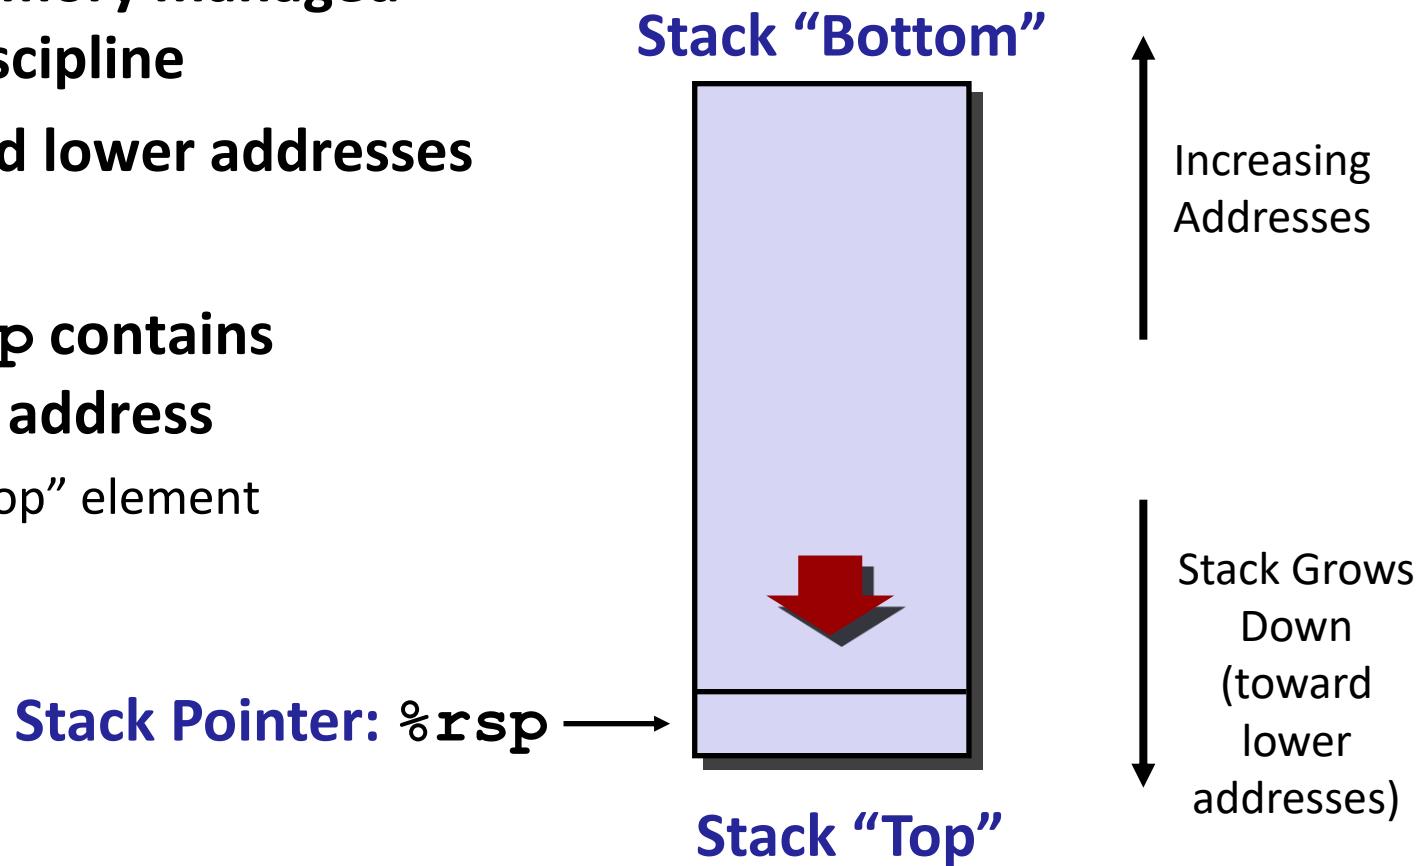 scipline
d lower addresses
p contains
address
op” element
Stack Pointer: %rsp
Stack “Bottom”
Increasing
Addresses
Stack Grows
Down
(toward
lower
addresses)
Stack “Top”